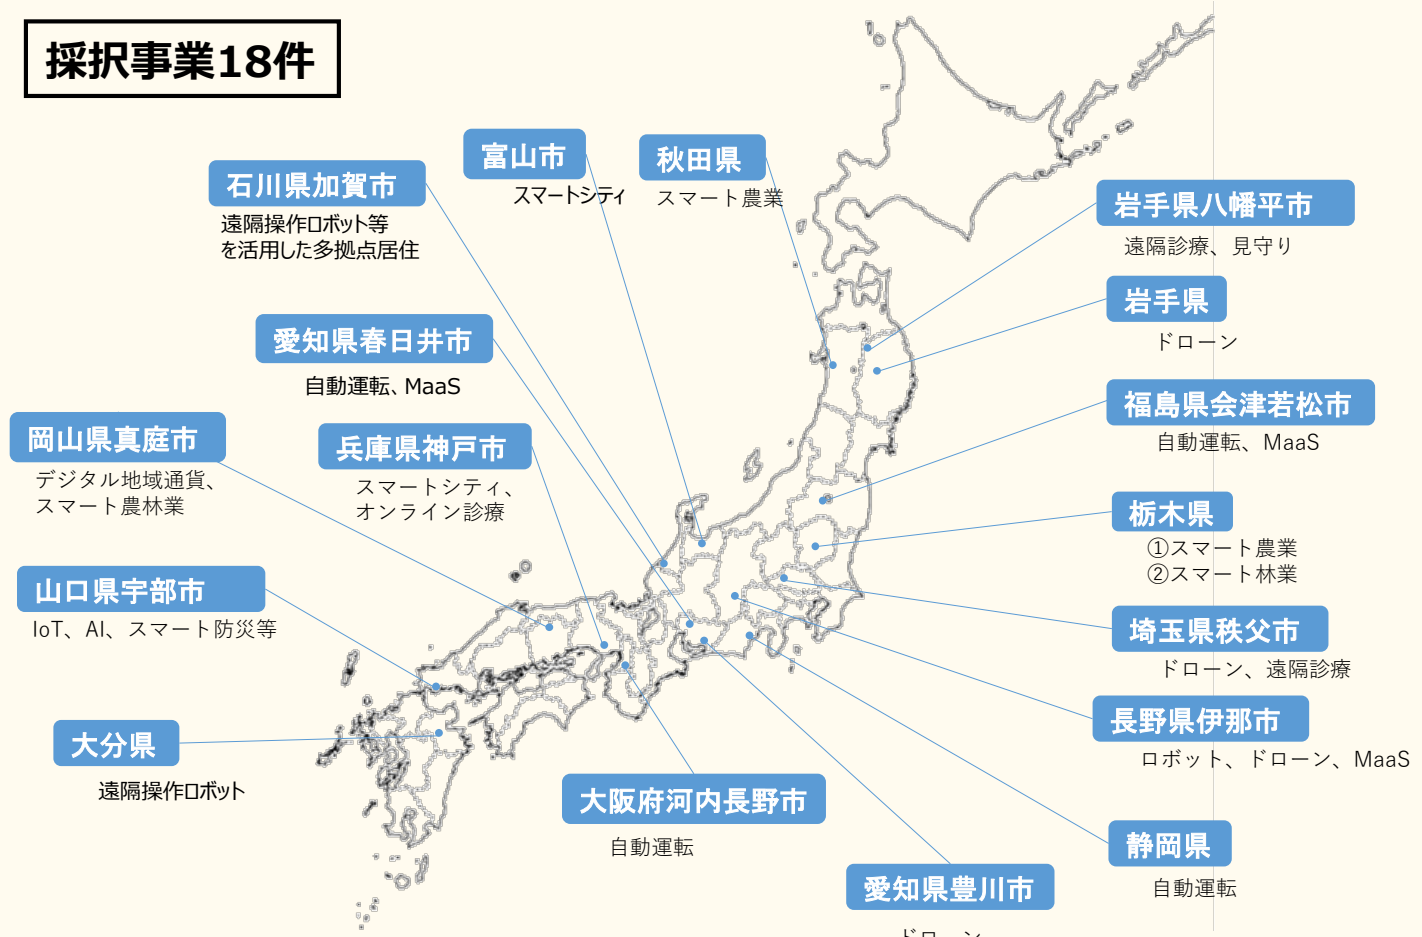 採択事業18件
富山市
スマートシティ
秋田県
スマート農業
石川県加賀市
遠隔操作ロボット等
を活用した多拠点居住
岩手県八幡平市
遠隔診療、見守り
岩手県
ドローン
愛知県春日井市
自動運転、MaaS
福島県会津若松市
自動運転、MaaS
岡山県真庭市
デジタル地域通貨、
スマート農林業
兵庫県神戸市
スマートシティ、
オンライン診療
栃木県
①スマート農業
②スマート林業
山口県宇部市
IoT、AI、スマート防災等
埼玉県秩父市
ドローン、遠隔診療
長野県伊那市
ロボット、ドローン、MaaS
大分県
遠隔操作ロボット
大阪府河内長野市
自動運転
静岡県
自動運転
愛知県豊川市
ドローン